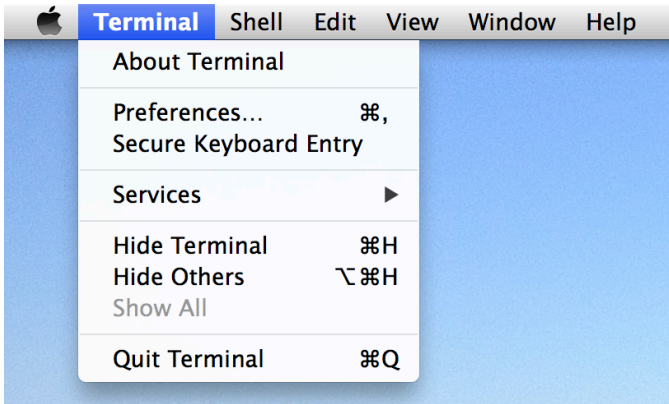 Terminal Shell Edit View Window Help
About Terminal
Preferences... ⌘,
Secure Keyboard Entry
Services ▶
Hide Terminal ⌘H
Hide Others ⌥⌘H
Show All
Quit Terminal ⌘Q